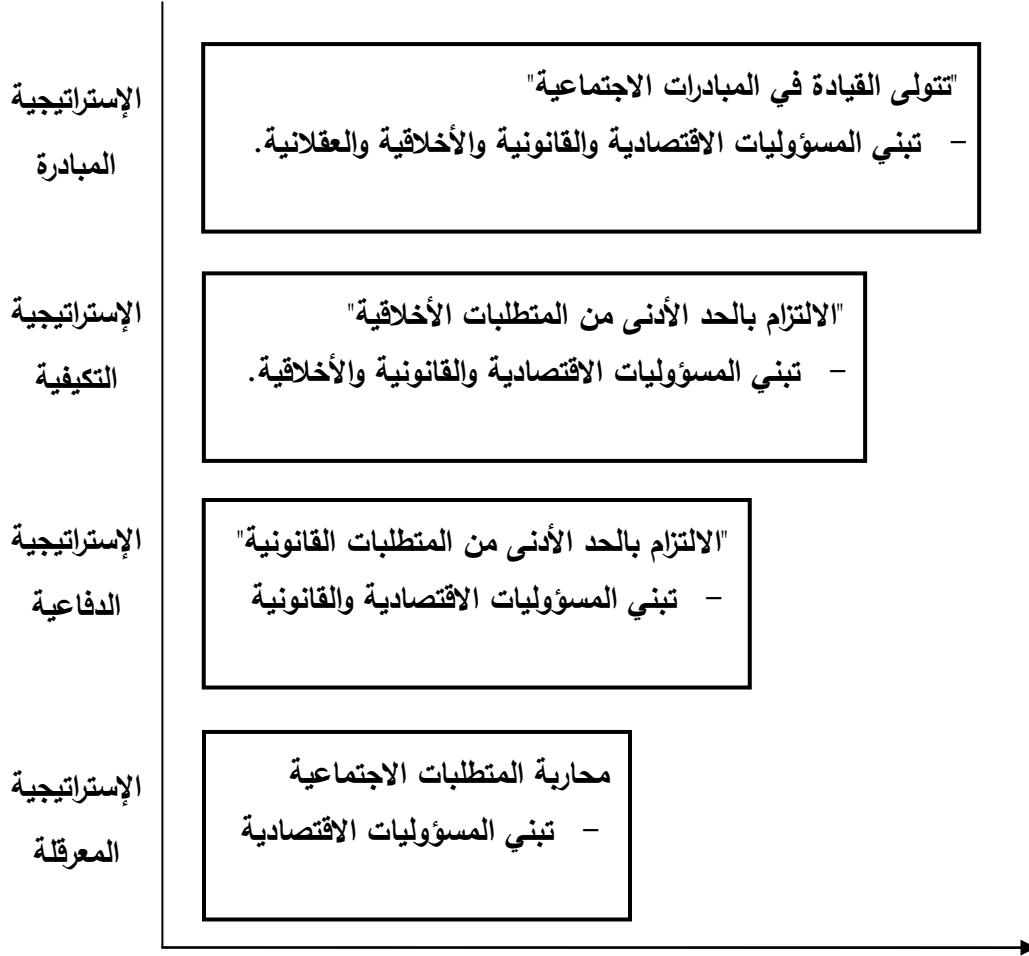 الإستراتيجية
المبادرة
"تتولى القيادة في المبادرات الاجتماعية"
– تبني المسؤوليات الاقتصادية والقانونية والأخلاقية والعقلانية.
الإستراتيجية
التكيفية
"الالتزام بالحد الأدنى من المتطلبات الأخلاقية"
– تبني المسؤوليات الاقتصادية والقانونية والأخلاقية.
الإستراتيجية
الدفاعية
"الالتزام بالحد الأدنى من المتطلبات القانونية"
– تبني المسؤوليات الاقتصادية والقانونية
الإستراتيجية
المعرقلة
محاربة المتطلبات الاجتماعية
– تبني المسؤوليات الاقتصادية